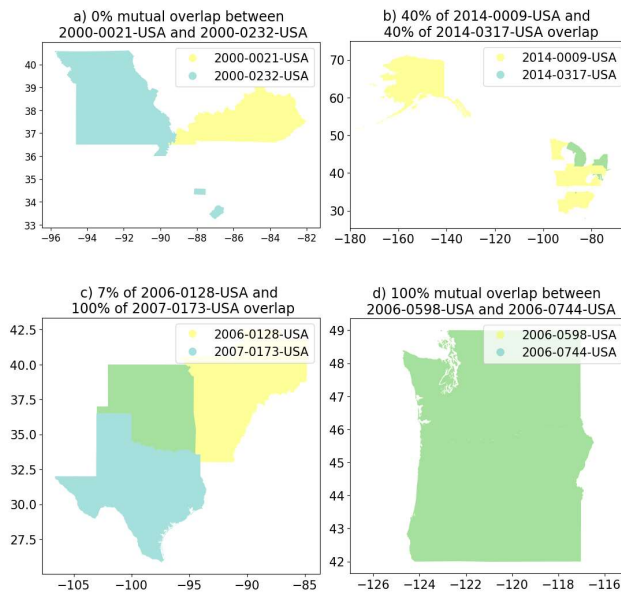 a) 0% mutual overlap between
2000-0021-USA and 2000-0232-USA
2000-0021-USA
2000-0232-USA
40
39
38
37
36
35
34
33
−96 −94 −92 −90 −88 −86 −84 −82
b) 40% of 2014-0009-USA and
40% of 2014-0317-USA overlap
2014-0009-USA
2014-0317-USA
70
60
50
40
30
−180 −160 −140 −120 −100 −80
c) 7% of 2006-0128-USA and
100% of 2007-0173-USA overlap
2006-0128-USA
2007-0173-USA
42.5
40.0
37.5
35.0
32.5
30.0
27.5
−105 −100 −95 −90 −85
d) 100% mutual overlap between
2006-0598-USA and 2006-0744-USA
2006-0598-USA
2006-0744-USA
49
48
47
46
45
44
43
42
−126 −124 −122 −120 −118 −116